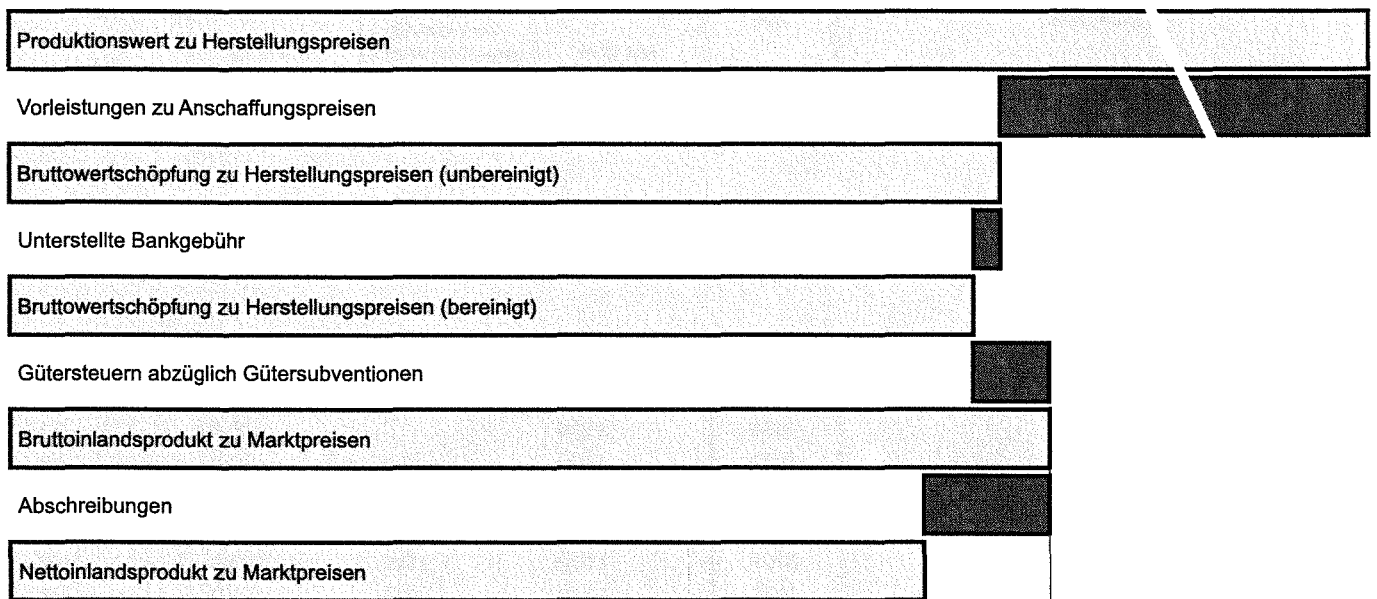 Produktionswert zu Herstellungspreisen
Vorleistungen zu Anschaffungspreisen
Bruttowertschöpfung zu Herstellungspreisen (unbereinigt)
Unterstellte Bankgebühr
Bruttowertschöpfung zu Herstellungspreisen (bereinigt)
Gütersteuern abzüglich Gütersubventionen
Bruttoinlandsprodukt zu Marktpreisen
Abschreibungen
Nettoinlandsprodukt zu Marktpreisen